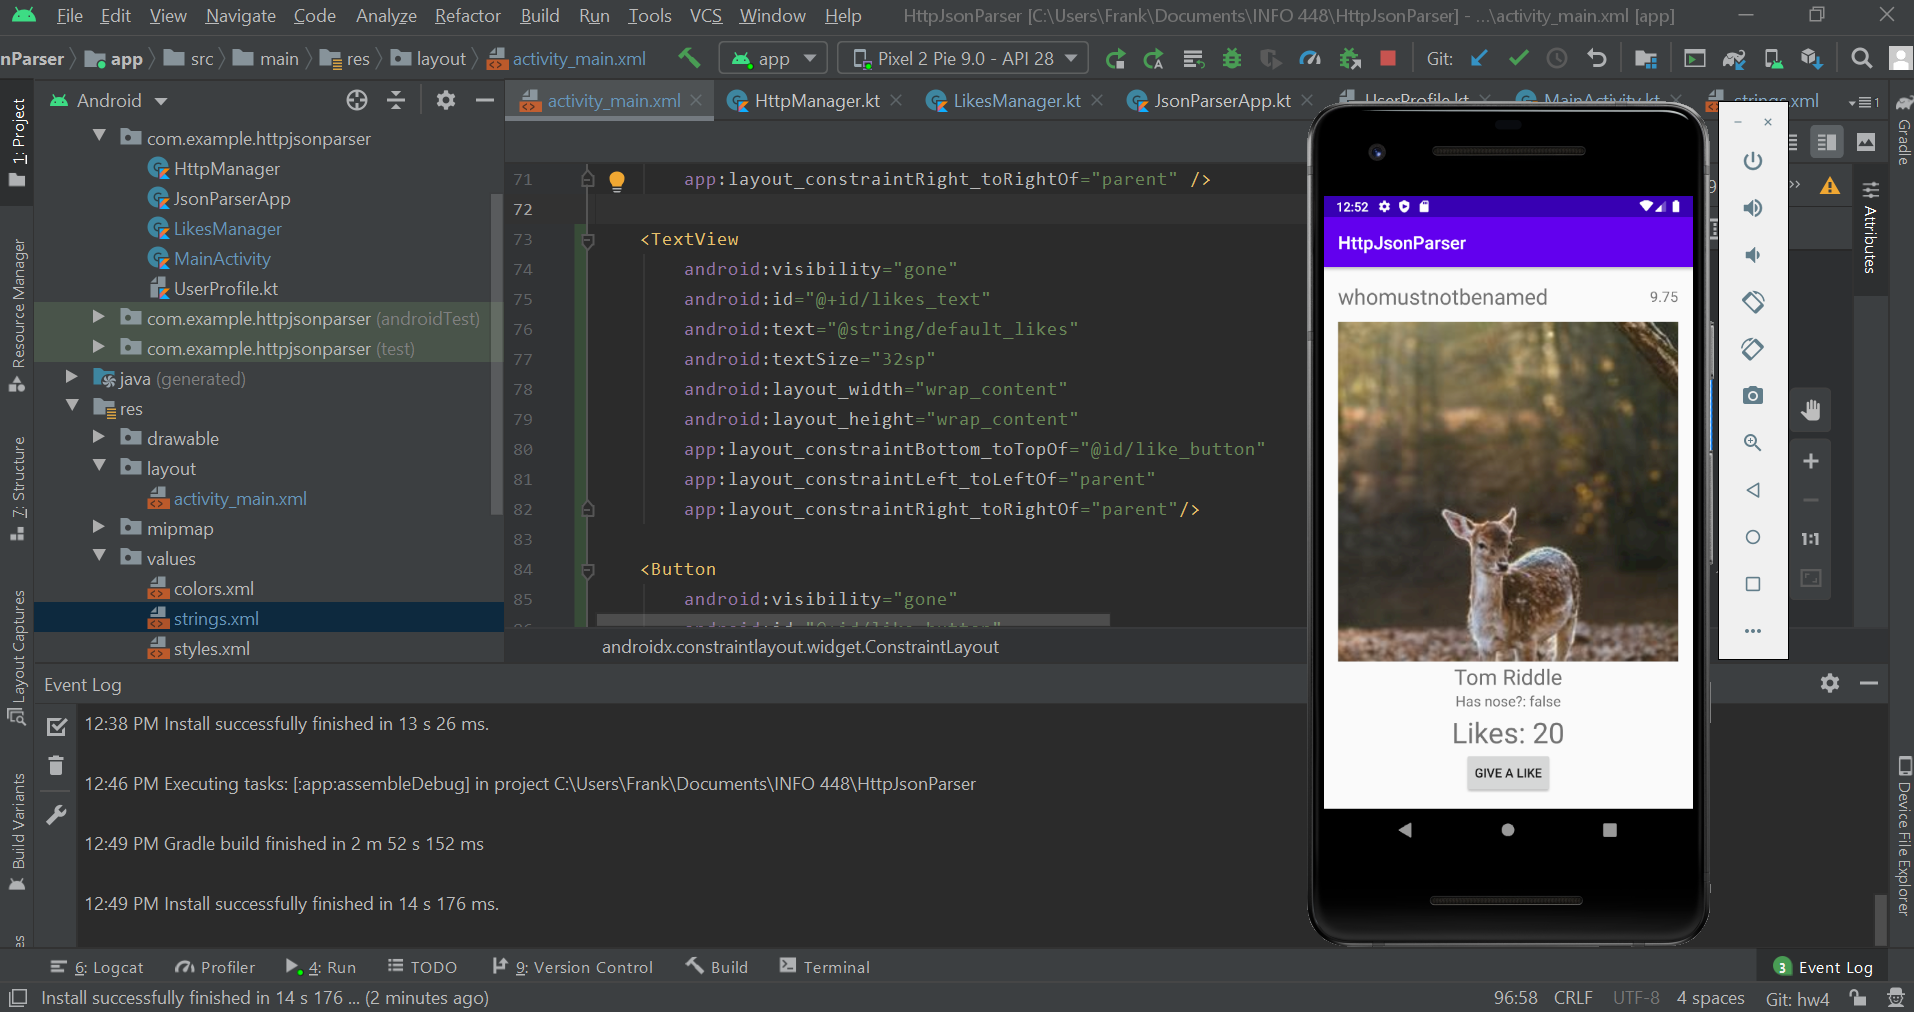 File Edit View Navigate Code Analyze Refactor Build Run Tools VCS Window Help HttpJsonParser [C:\Users\Frank\Documents\INFO 448\HttpJsonParser] - ...\activity_main.xml [app]
nParser app src main res layout activity_main.xml app Pixel 2 Pie 9.0 - API 28 Git:
Android
activity_main.xml HttpManager.kt LikesManager.kt JsonParserApp.kt UserProfile.kt MainActivity.kt strings.xml
1: Project
Resource Manager
7: Structure
Layout Captures
Build Variants
com.example.httpjsonparser
HttpManager
JsonParserApp
LikesManager
MainActivity
UserProfile.kt
com.example.httpjsonparser (androidTest)
com.example.httpjsonparser (test)
java (generated)
res
drawable
layout
activity_main.xml
mipmap
values
colors.xml
strings.xml
styles.xml
71 app:layout_constraintRight_toRightOf="parent" />
72
73 <TextView
74 android:visibility="gone"
75 android:id="@+id/likes_text"
76 android:text="@string/default_likes"
77 android:textSize="32sp"
78 android:layout_width="wrap_content"
79 android:layout_height="wrap_content"
80 app:layout_constraintBottom_toTopOf="@id/like_button"
81 app:layout_constraintLeft_toLeftOf="parent"
82 app:layout_constraintRight_toRightOf="parent"/>
83
84 <Button
85 android:visibility="gone"
androidx.constraintlayout.widget.ConstraintLayout
12:52
HttpJsonParser
whomustnotbenamed 9.75
Tom Riddle
Has nose?: false
Likes: 20
GIVE A LIKE
1:1
Gradle
Attributes
Device File Explorer
Event Log
12:38 PM Install successfully finished in 13 s 26 ms.
12:46 PM Executing tasks: [:app:assembleDebug] in project C:\Users\Frank\Documents\INFO 448\HttpJsonParser
12:49 PM Gradle build finished in 2 m 52 s 152 ms
12:49 PM Install successfully finished in 14 s 176 ms.
6: Logcat Profiler 4: Run TODO 9: Version Control Build Terminal 3 Event Log
Install successfully finished in 14 s 176 ... (2 minutes ago) 96:58 CRLF UTF-8 4 spaces Git: hw4